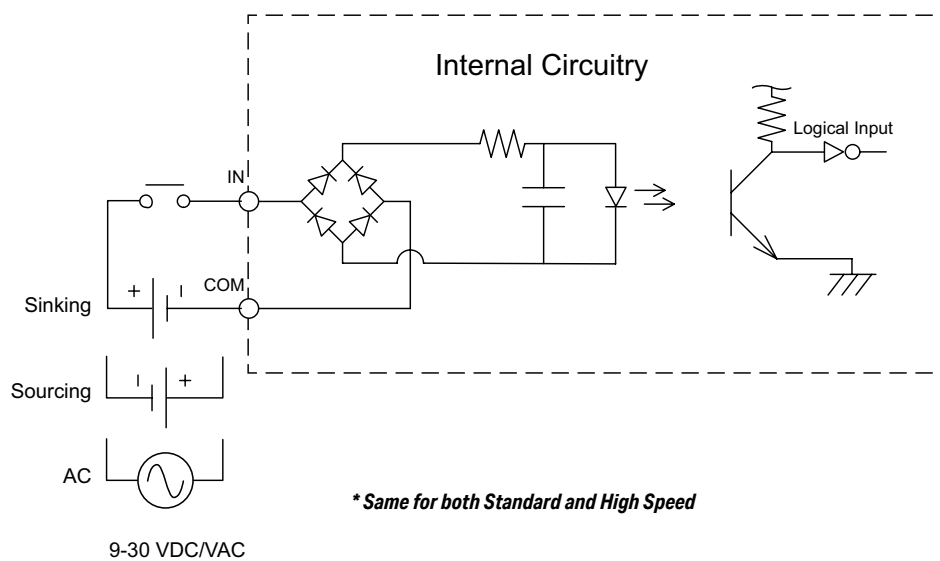 Internal Circuitry
Logical Input
IN
COM
+ –
Sinking
– +
Sourcing
AC
* Same for both Standard and High Speed
9-30 VDC/VAC